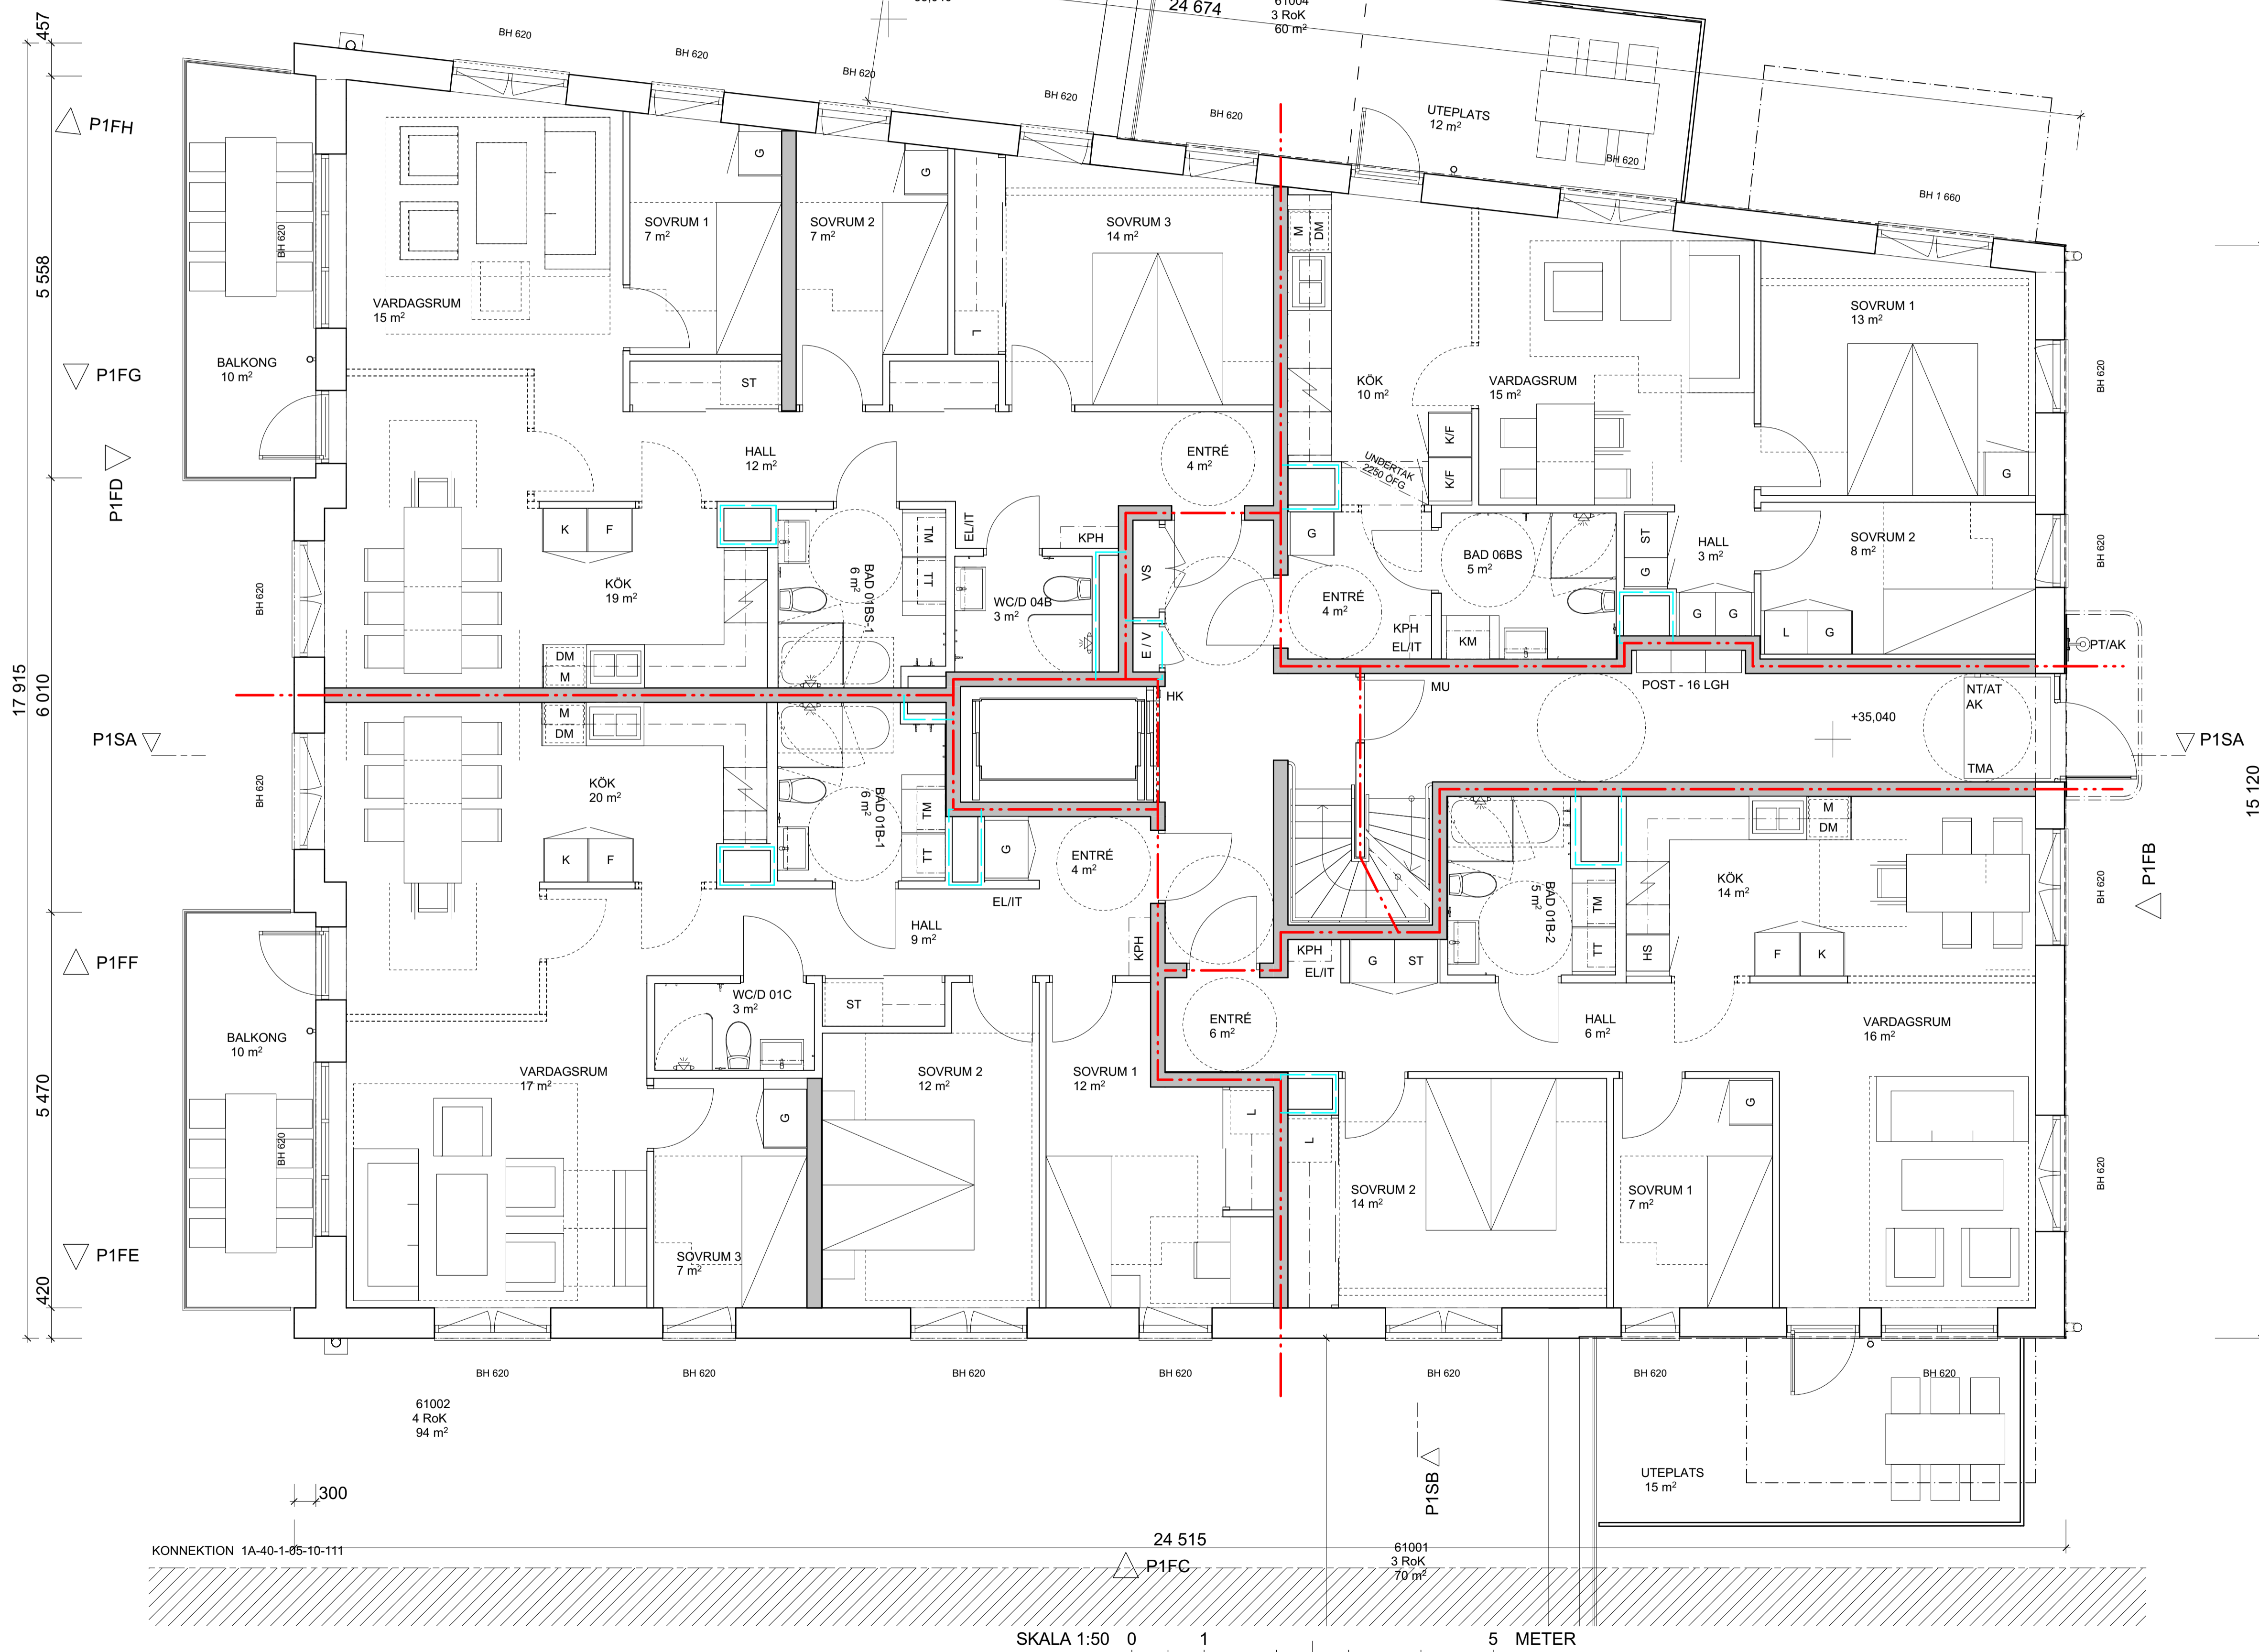 24 674
61004
3 RoK
60 m²
457
BH 620
BH 620
BH 620
BH 620
BH 620
UTEPLATS
12 m²
BH 620
BH 1 660
P1FH
5 558
BH 620
VARDAGSRUM
15 m²
SOVRUM 1
7 m²
G
SOVRUM 2
7 m²
G
SOVRUM 3
14 m²
L
M
DM
KÖK
10 m²
VARDAGSRUM
15 m²
SOVRUM 1
13 m²
BALKONG
10 m²
P1FG
P1FD
ST
HALL
12 m²
ENTRÉ
4 m²
UNDERTAK
2250 ÖFG
K/F
K/F
G
BH 620
K
F
KÖK
19 m²
BAD 01BS-1
6 m²
TM
TT
EL/IT
KPH
WC/D 04B
3 m²
VS
E / V
G
ENTRÉ
4 m²
KPH
EL/IT
BAD 06BS
5 m²
KM
ST
G
HALL
3 m²
G
G
SOVRUM 2
8 m²
L
G
BH 620
BH 620
PT/AK
17 915
6 010
DM
M
HK
MU
POST - 16 LGH
NT/AT
AK
+35,040
TMA
P1SA
P1SA
15 120
M
DM
KÖK
20 m²
BH 620
K
F
BAD 01B-1
6 m²
TM
TT
G
ENTRÉ
4 m²
EL/IT
HALL
9 m²
KPH
KPH
EL/IT
G
ST
BAD 01B-2
5 m²
TM
TT
HS
KÖK
14 m²
M
DM
F
K
BH 620
P1FB
P1FF
BALKONG
10 m²
WC/D 01C
3 m²
ST
ENTRÉ
6 m²
HALL
6 m²
VARDAGSRUM
16 m²
5 470
BH 620
VARDAGSRUM
17 m²
G
SOVRUM 2
12 m²
SOVRUM 1
12 m²
L
L
SOVRUM 2
14 m²
SOVRUM 1
7 m²
G
BH 620
P1FE
SOVRUM 3
7 m²
420
BH 620
BH 620
BH 620
BH 620
BH 620
BH 620
BH 620
61002
4 RoK
94 m²
P1SB
UTEPLATS
15 m²
300
24 515
KONNEKTION 1A-40-1-05-10-111
P1FC
61001
3 RoK
70 m²
SKALA 1:50 0 1 5 METER